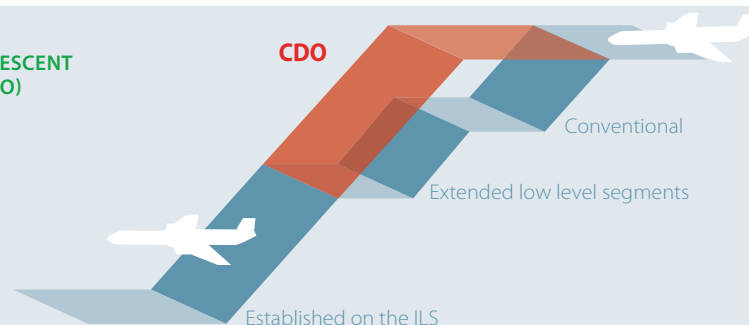 CDO
ESCENT
O)
Conventional
Extended low level segments
Established on the ILS